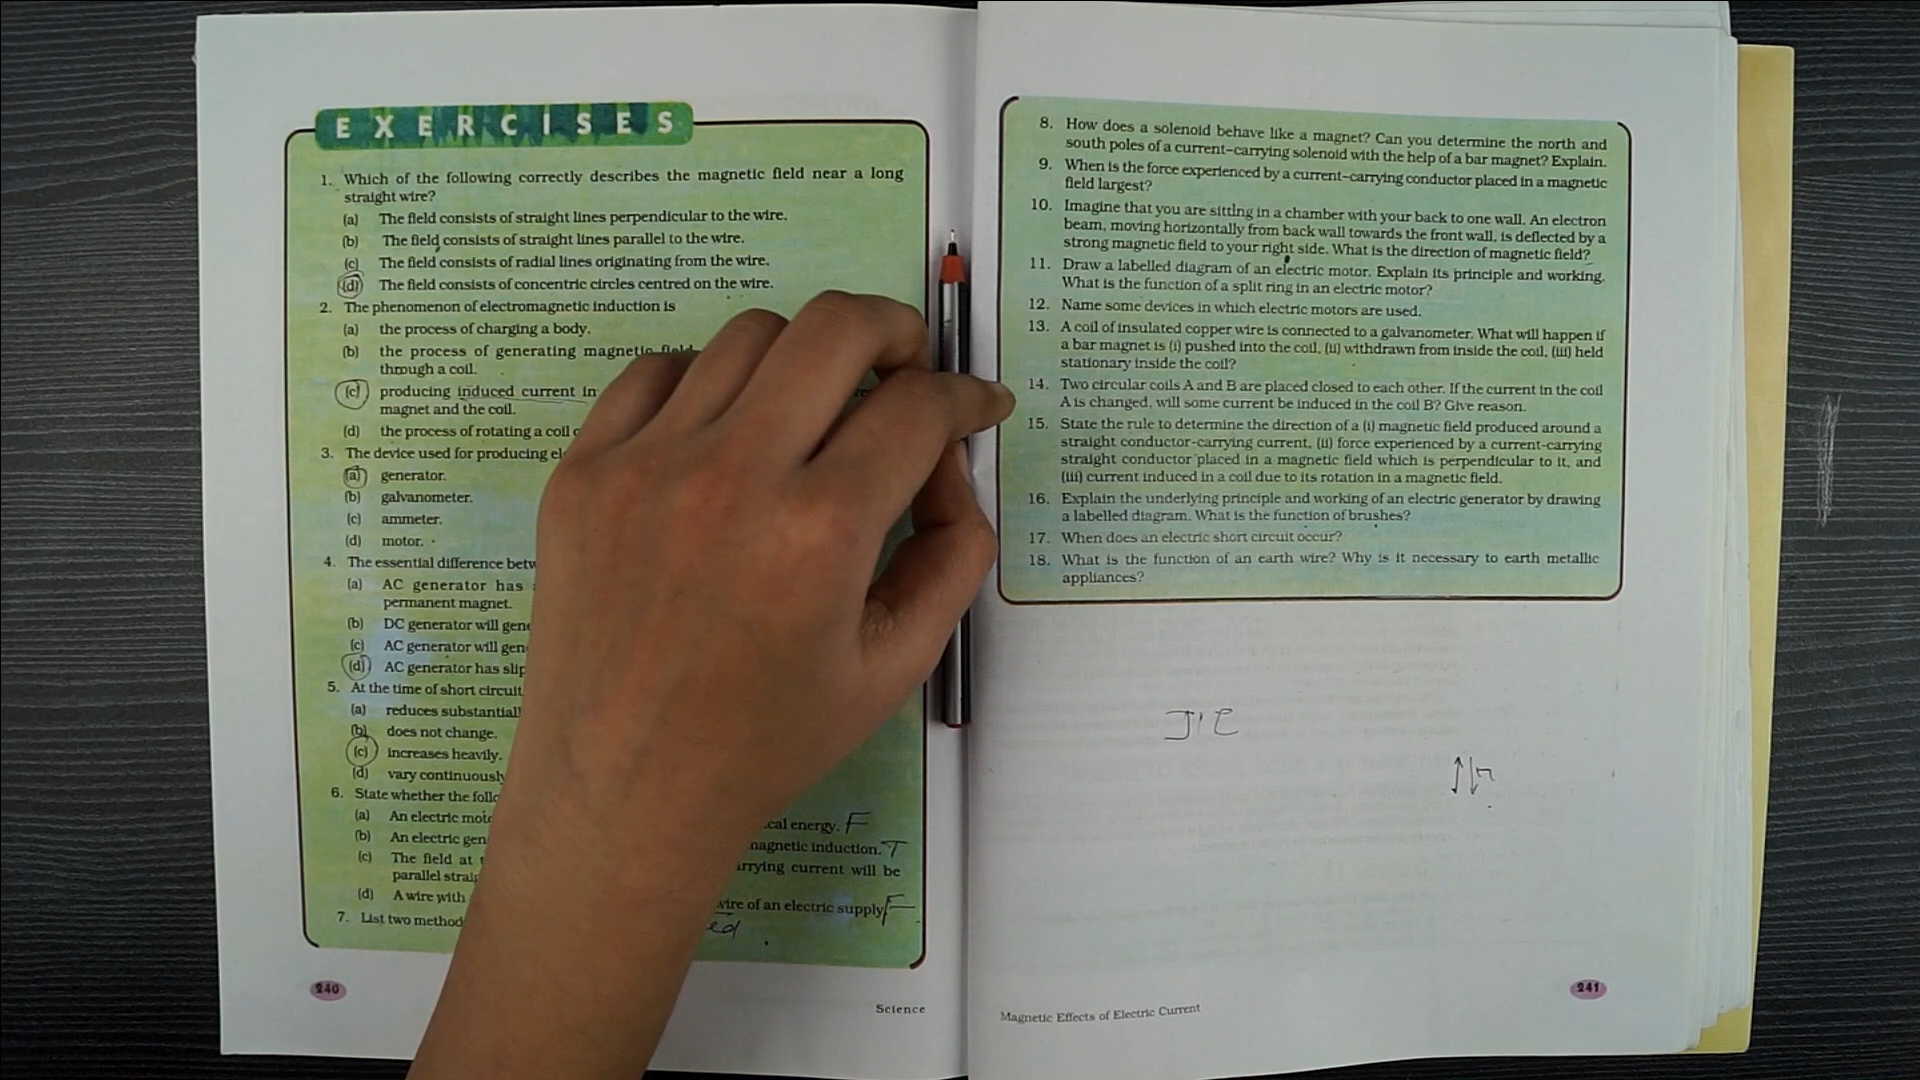 EXERCISES
1. Which of the following correctly describes the magnetic field near a long
straight wire?
(a) The field consists of straight lines perpendicular to the wire.
(b) The field consists of straight lines parallel to the wire.
(c) The field consists of radial lines originating from the wire.
(d) The field consists of concentric circles centred on the wire.
2. The phenomenon of electromagnetic induction is
(a) the process of charging a body.
(b) the process of generating magnetic field
through a coil.
(c) producing induced current in
magnet and the coil.
(d) the process of rotating a coil
3. The device used for producing
(a) generator.
(b) galvanometer.
(c) ammeter.
(d) motor.
4. The essential difference
(a) AC generator has
permanent magnet.
(b) DC generator will
(c) AC generator will
(d) AC generator has
5. At the time of short circuit
(a) reduces
(b) does not change.
(c) increases heavily.
(d) vary continuously
6. State whether the
(a) An electric energy. F
(b) An electric magnetic induction. T
(c) The field at carrying current will be
parallel
(d) A wire with wire of an electric supply F
7. List two
240
Science
8. How does a solenoid behave like a magnet? Can you determine the north and
south poles of a current–carrying solenoid with the help of a bar magnet? Explain.
9. When is the force experienced by a current–carrying conductor placed in a magnetic
field largest?
10. Imagine that you are sitting in a chamber with your back to one wall. An electron
beam, moving horizontally from back wall towards the front wall, is deflected by a
strong magnetic field to your right side. What is the direction of magnetic field?
11. Draw a labelled diagram of an electric motor. Explain its principle and working.
What is the function of a split ring in an electric motor?
12. Name some devices in which electric motors are used.
13. A coil of insulated copper wire is connected to a galvanometer. What will happen if
a bar magnet is (i) pushed into the coil, (ii) withdrawn from inside the coil, (iii) held
stationary inside the coil?
14. Two circular coils A and B are placed closed to each other. If the current in the coil
A is changed, will some current be induced in the coil B? Give reason.
15. State the rule to determine the direction of a (i) magnetic field produced around a
straight conductor-carrying current, (ii) force experienced by a current-carrying
straight conductor placed in a magnetic field which is perpendicular to it, and
(iii) current induced in a coil due to its rotation in a magnetic field.
16. Explain the underlying principle and working of an electric generator by drawing
a labelled diagram. What is the function of brushes?
17. When does an electric short circuit occur?
18. What is the function of an earth wire? Why is it necessary to earth metallic
appliances?
Magnetic Effects of Electric Current
241